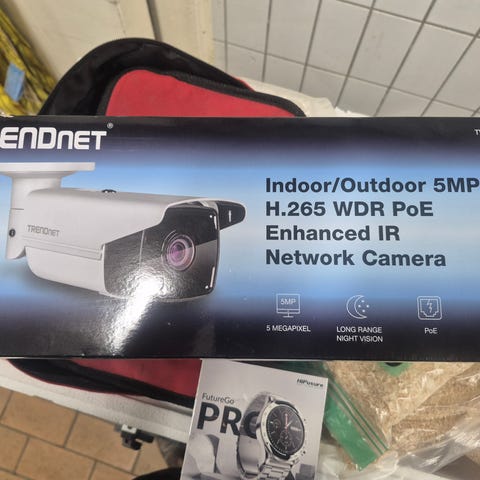 ENDNET®
TRENDNET
Indoor/Outdoor 5MP
H.265 WDR PoE
Enhanced IR
Network Camera
5MP
5 MEGAPIXEL
LONG RANGE
NIGHT VISION
PoE
HiFuture
FutureGo
PRO